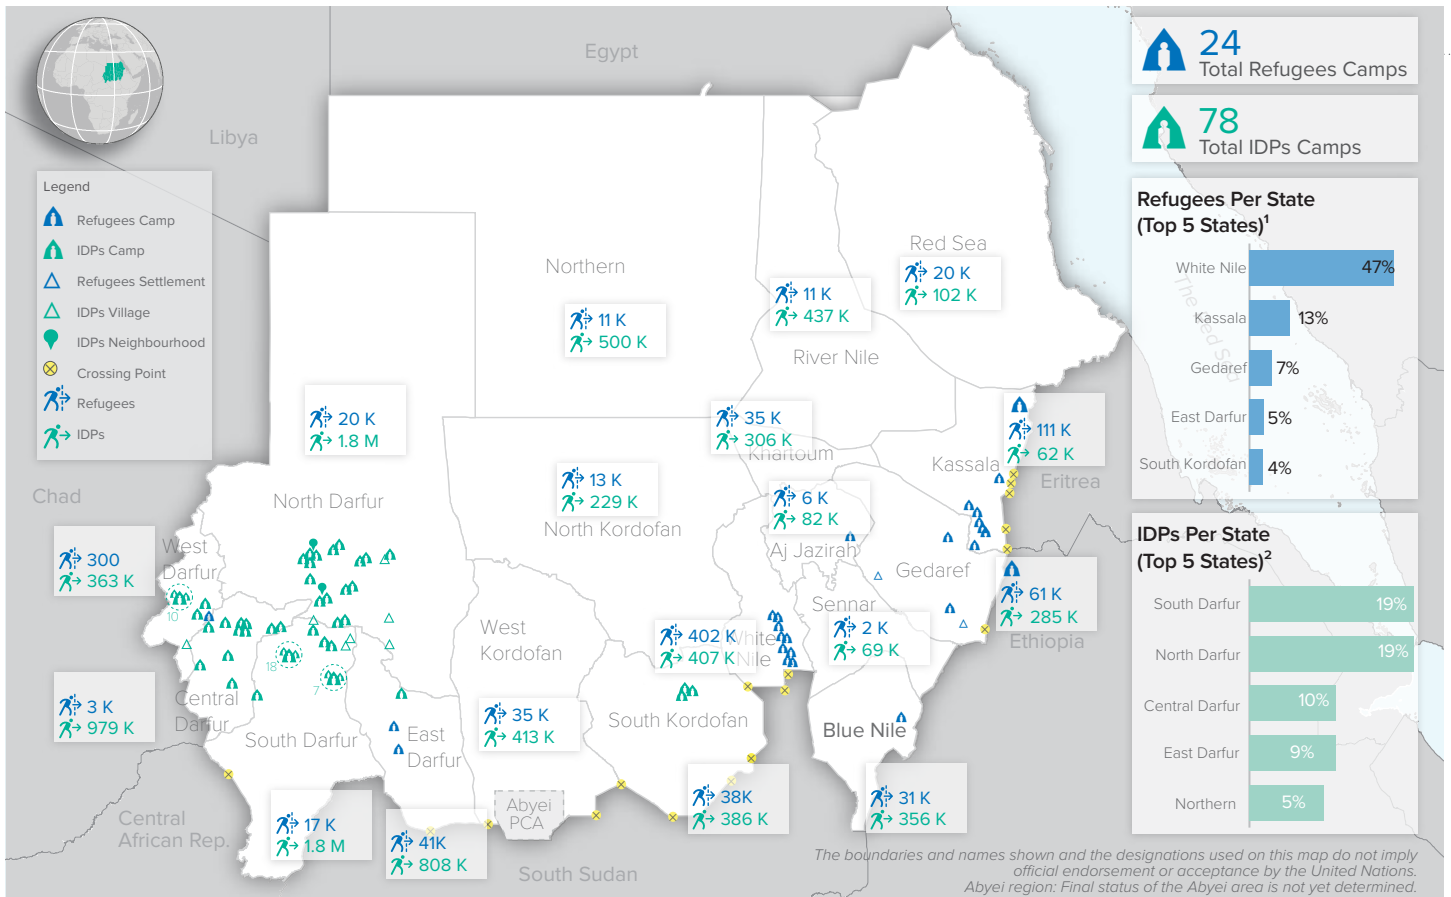 Egypt
Libya
Legend
Refugees Camp
IDPs Camp
Refugees Settlement
IDPs Village
IDPs Neighbourhood
Crossing Point
Refugees
IDPs
24
Total Refugees Camps
78
Total IDPs Camps
Refugees Per State
(Top 5 States)¹
White Nile 47%
Kassala 13%
Gedaref 7%
East Darfur 5%
South Kordofan 4%
The Red Sea
IDPs Per State
(Top 5 States)²
South Darfur 19%
North Darfur 19%
Central Darfur 10%
East Darfur 9%
Northern 5%
Northern
11 K
500 K
Red Sea
20 K
102 K
11 K
437 K
River Nile
20 K
1.8 M
North Darfur
35 K
306 K
Khartoum
13 K
229 K
North Kordofan
111 K
62 K
Kassala
Eritrea
6 K
82 K
Aj Jazirah
Gedaref
61 K
285 K
Ethiopia
Chad
300
363 K
West
Darfur
10
18
7
3 K
979 K
Central
Darfur
South Darfur
East
Darfur
West
Kordofan
35 K
413 K
402 K
407 K
White
Nile
South Kordofan
Sennar
2 K
69 K
Blue Nile
31 K
356 K
38K
386 K
Abyei
PCA
41K
808 K
17 K
1.8 M
Central
African Rep.
South Sudan
The boundaries and names shown and the designations used on this map do not imply
official endorsement or acceptance by the United Nations.
Abyei region: Final status of the Abyei area is not yet determined.